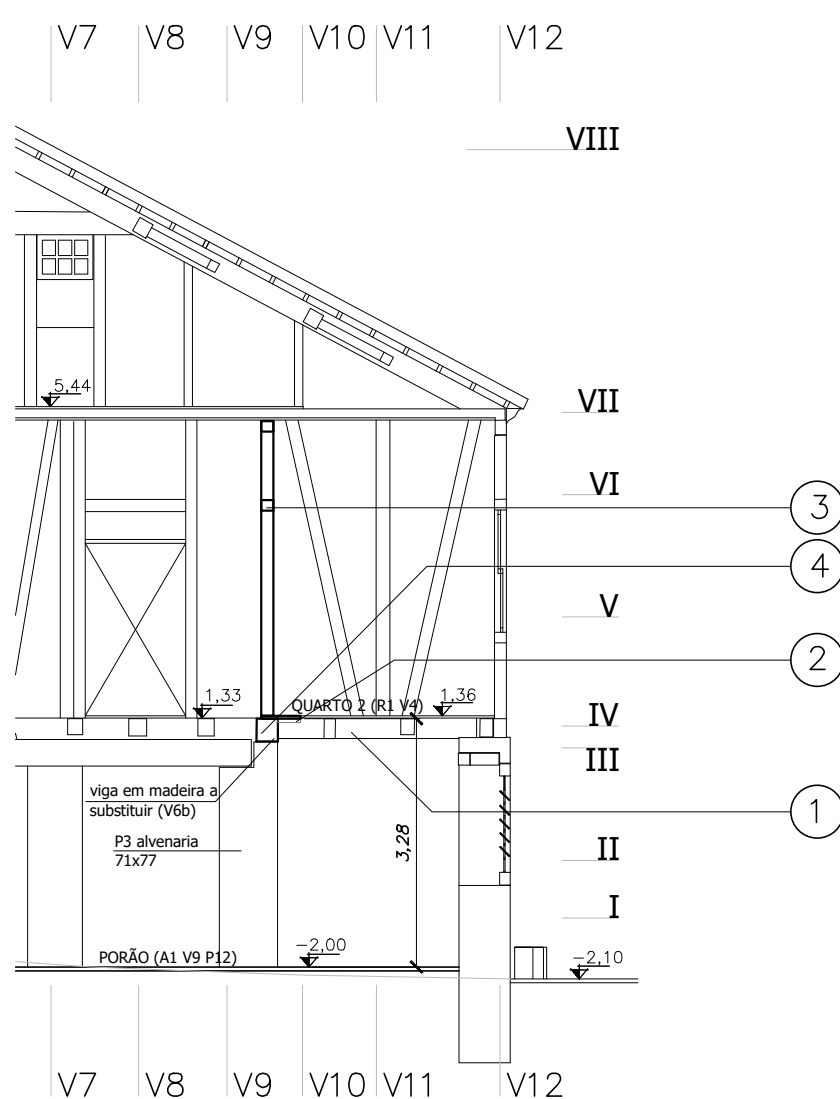 V7 V8 V9 V10 V11 V12
VIII
5,44
VII
VI
3
4
V
2
1,33
QUARTO 2 (R1 V4)
1,36
IV
III
viga em madeira a
substituir (V6b)
1
P3 alvenaria
71x77
3,28
II
I
PORÃO (A1 V9 P12)
-2,00
-2,10
V7 V8 V9 V10 V11 V12